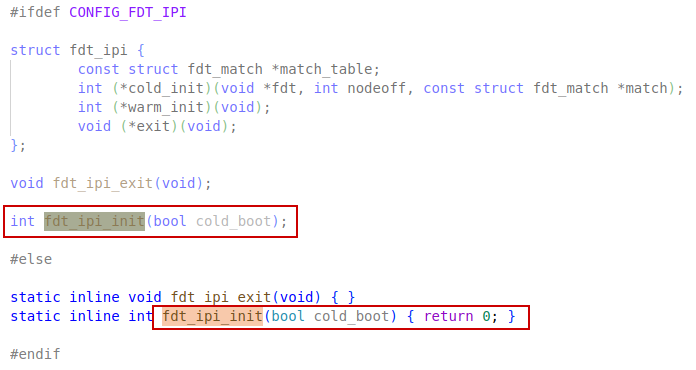 #ifdef CONFIG_FDT_IPI
struct fdt_ipi {
const struct fdt_match *match_table;
int (*cold_init)(void *fdt, int nodeoff, const struct fdt_match *match);
int (*warm_init)(void);
void (*exit)(void);
};
void fdt_ipi_exit(void);
int fdt_ipi_init(bool cold_boot);
#else
static inline void fdt_ipi_exit(void) { }
static inline int fdt_ipi_init(bool cold_boot) { return 0; }
#endif